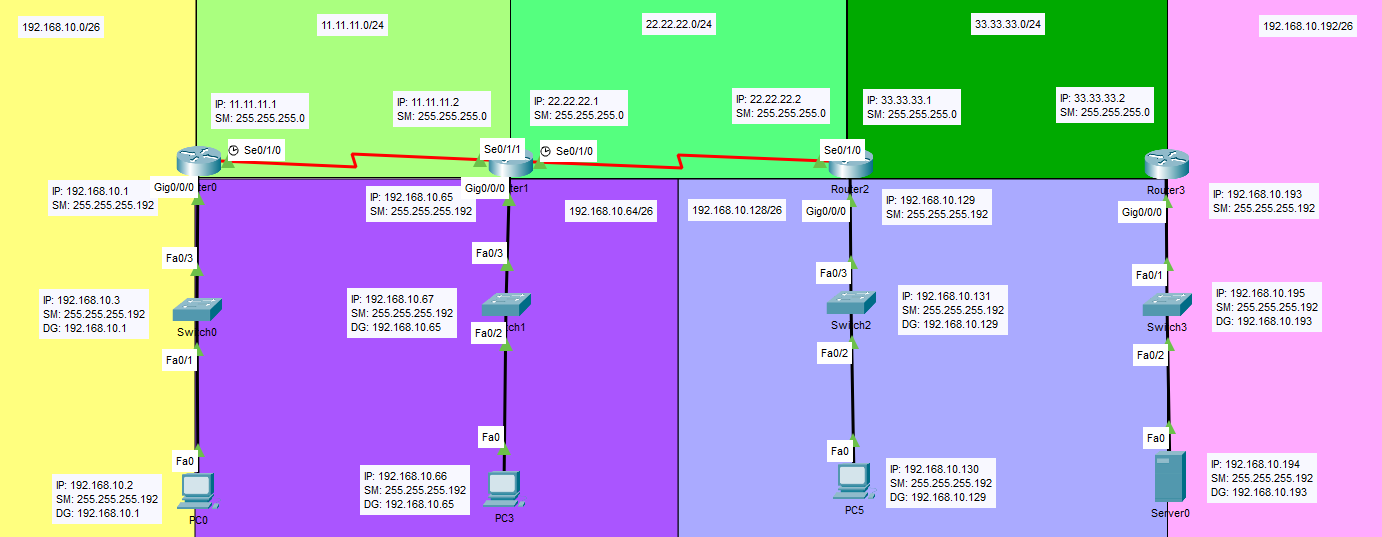 192.168.10.0/26
11.11.11.0/24
22.22.22.0/24
33.33.33.0/24
192.168.10.192/26
IP: 11.11.11.1
SM: 255.255.255.0
IP: 11.11.11.2
SM: 255.255.255.0
IP: 22.22.22.1
SM: 255.255.255.0
IP: 22.22.22.2
SM: 255.255.255.0
IP: 33.33.33.1
SM: 255.255.255.0
IP: 33.33.33.2
SM: 255.255.255.0
Se0/1/0
Se0/1/1
Se0/1/0
Se0/1/0
ter0
ter1
Router2
Router3
Gig0/0/0
Gig0/0/0
Gig0/0/0
Gig0/0/0
IP: 192.168.10.1
SM: 255.255.255.192
IP: 192.168.10.65
SM: 255.255.255.192
192.168.10.64/26
192.168.10.128/26
IP: 192.168.10.129
SM: 255.255.255.192
IP: 192.168.10.193
SM: 255.255.255.192
Fa0/3
Fa0/3
Fa0/3
Fa0/1
IP: 192.168.10.3
SM: 255.255.255.192
DG: 192.168.10.1
Switch0
IP: 192.168.10.67
SM: 255.255.255.192
DG: 192.168.10.65
tch1
IP: 192.168.10.131
SM: 255.255.255.192
DG: 192.168.10.129
Switch2
IP: 192.168.10.195
SM: 255.255.255.192
DG: 192.168.10.193
Switch3
Fa0/1
Fa0/2
Fa0/2
Fa0/2
Fa0
Fa0
Fa0
Fa0
IP: 192.168.10.2
SM: 255.255.255.192
DG: 192.168.10.1
PC0
IP: 192.168.10.66
SM: 255.255.255.192
DG: 192.168.10.65
PC3
IP: 192.168.10.130
SM: 255.255.255.192
DG: 192.168.10.129
PC5
IP: 192.168.10.194
SM: 255.255.255.192
DG: 192.168.10.193
Server0